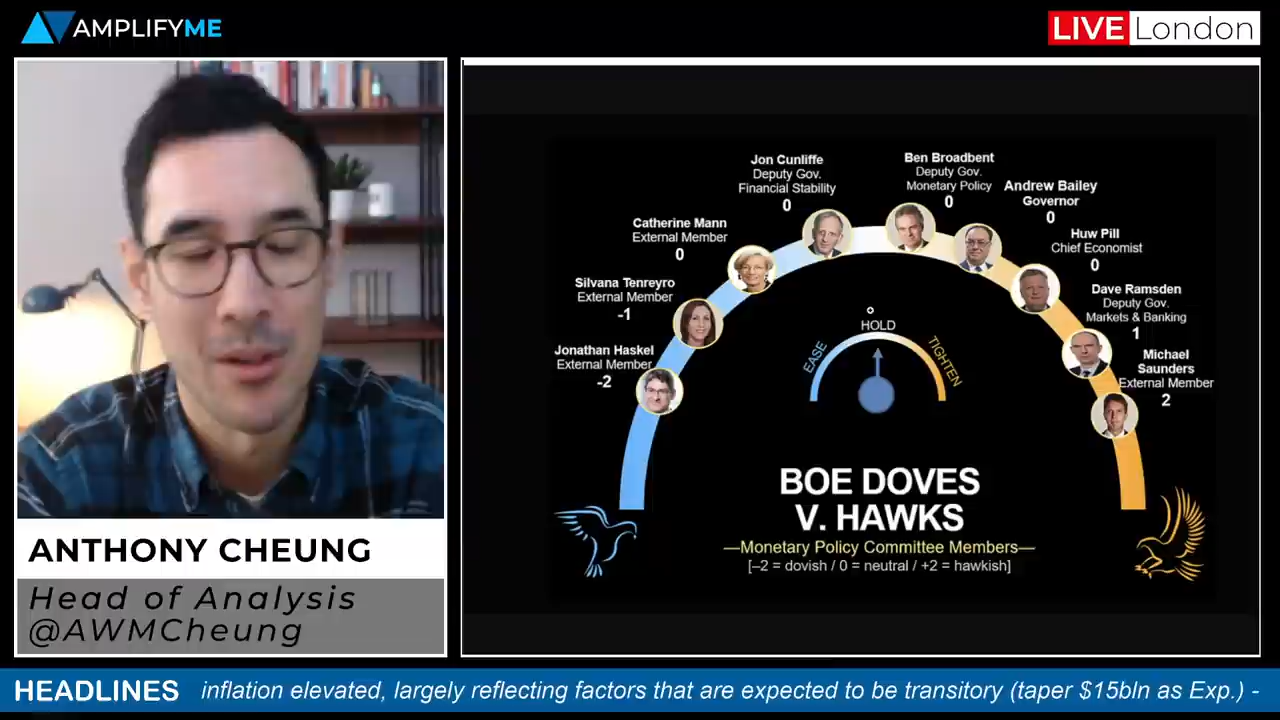 AMPLIFYME
LIVE London
Jon Cunliffe
Deputy Gov.
Financial Stability
0
Ben Broadbent
Deputy Gov.
Monetary Policy
0
Andrew Bailey
Governor
0
Catherine Mann
External Member
0
Huw Pill
Chief Economist
0
Silvana Tenreyro
External Member
-1
Dave Ramsden
Deputy Gov.
Markets & Banking
1
Jonathan Haskel
External Member
-2
Michael
Saunders
External Member
2
HOLD
EASE
TIGHTEN
BOE DOVES
V. HAWKS
—Monetary Policy Committee Members—
[–2 = dovish / 0 = neutral / +2 = hawkish]
ANTHONY CHEUNG
Head of Analysis
@AWMCheung
HEADLINES inflation elevated, largely reflecting factors that are expected to be transitory (taper $15bln as Exp.) -